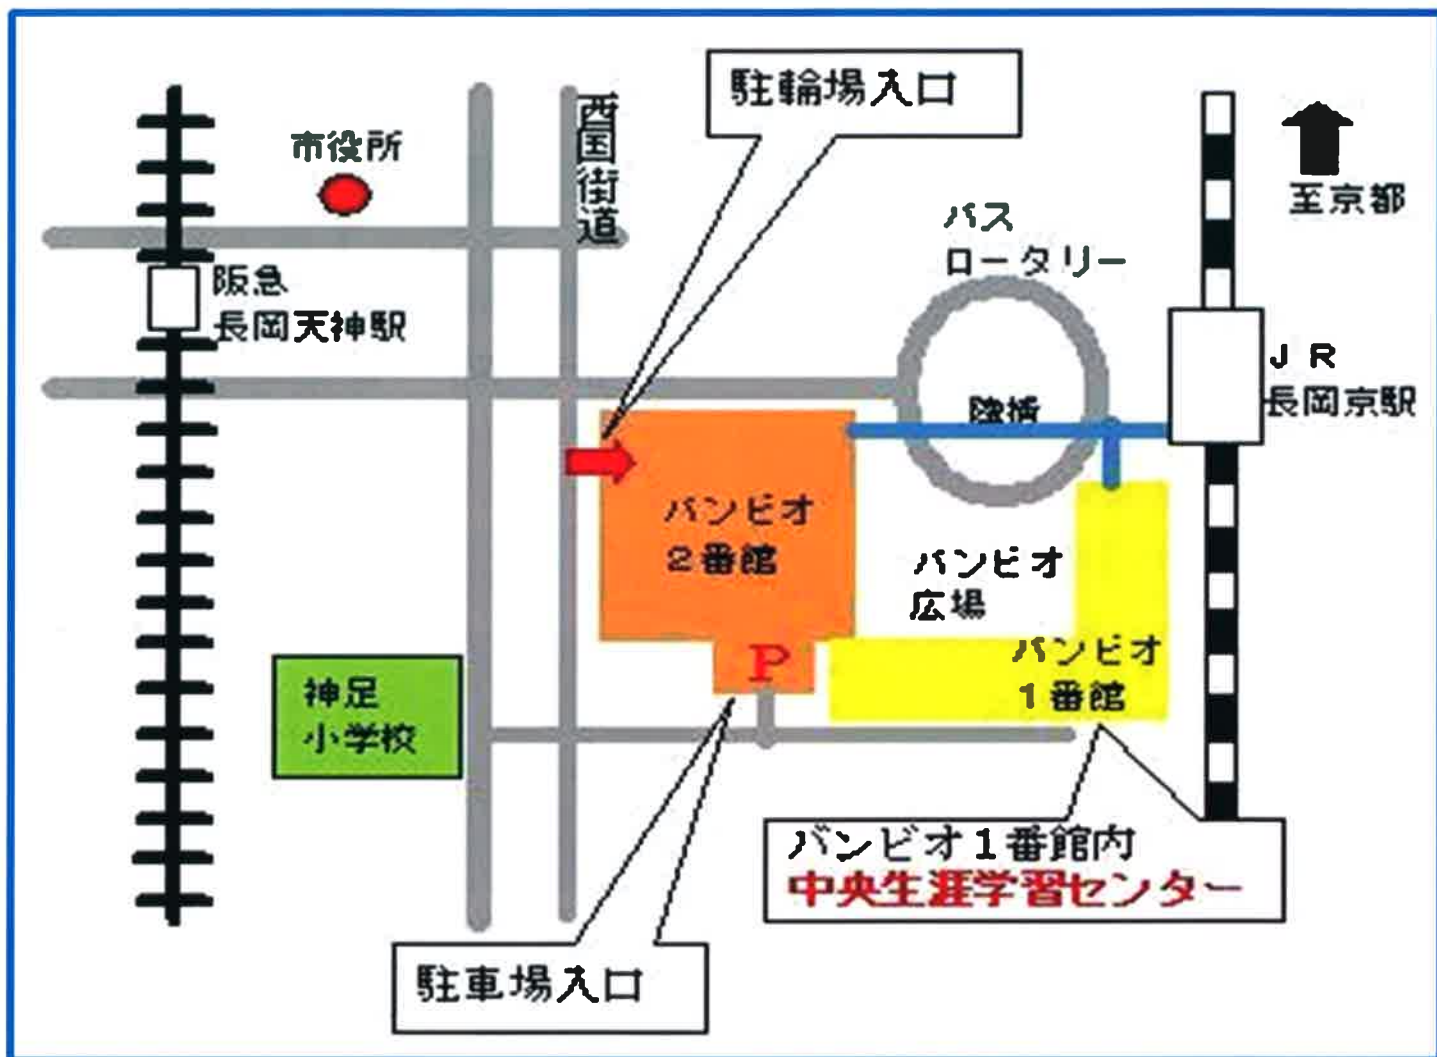 駐輪場入口
西国街道
市役所
至京都
バス
ロータリー
阪急
長岡天神駅
ＪＲ
長岡京駅
陸橋
バンビオ
２番館
バンビオ
広場
バンビオ
１番館
P
神足
小学校
バンビオ１番館内
中央生涯学習センター
駐車場入口